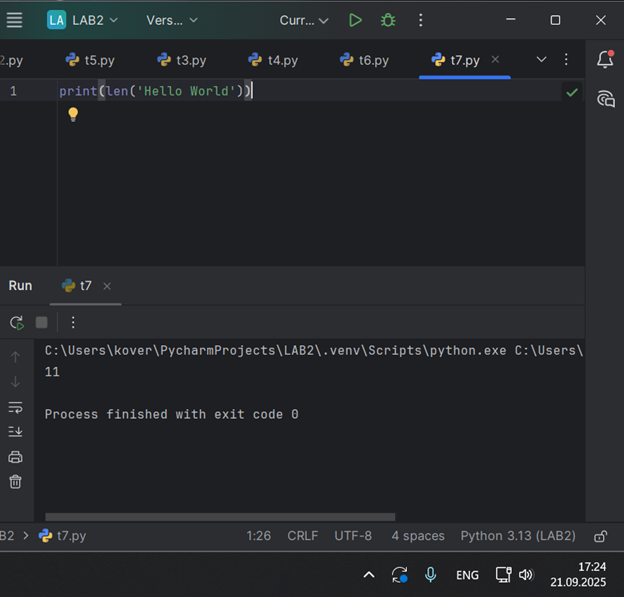 LA LAB2 Vers... Curr...
2.py t5.py t3.py t4.py t6.py t7.py
1 print(len('Hello World'))
Run t7
C:\Users\kover\PycharmProjects\LAB2\.venv\Scripts\python.exe C:\Users\
11
Process finished with exit code 0
B2 > t7.py 1:26 CRLF UTF-8 4 spaces Python 3.13 (LAB2)
ENG 17:24
21.09.2025